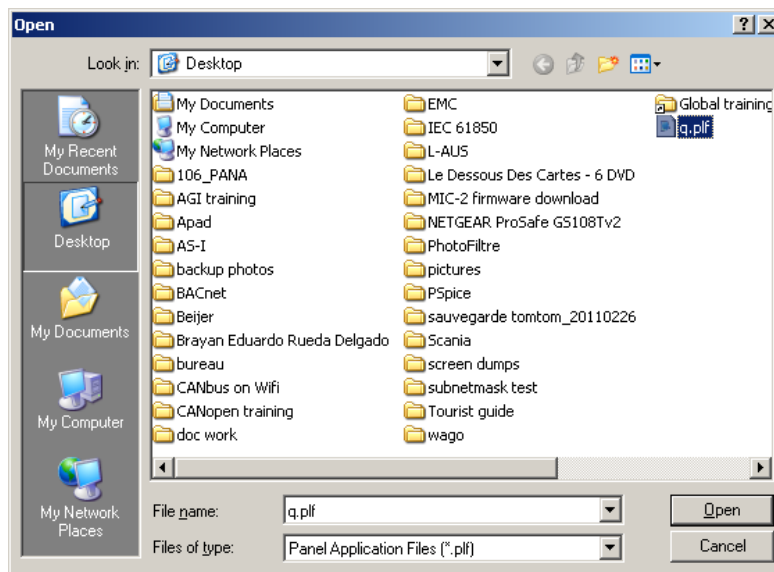 Open
Look in:
Desktop
My Recent
Documents
Desktop
My Documents
My Computer
My Network
Places
My Documents
My Computer
My Network Places
106_PANA
AGI training
Apad
AS-I
backup photos
BACnet
Beijer
Brayan Eduardo Rueda Delgado
bureau
CANbus on Wifi
CANopen training
doc work
EMC
IEC 61850
L-AUS
Le Dessous Des Cartes - 6 DVD
MIC-2 firmware download
NETGEAR ProSafe GS108Tv2
PhotoFiltre
pictures
PSpice
sauvegarde tomtom_20110226
Scania
screen dumps
subnetmask test
Tourist guide
wago
Global training
q.plf
File name:
q.plf
Open
Files of type:
Panel Application Files (*.plf)
Cancel